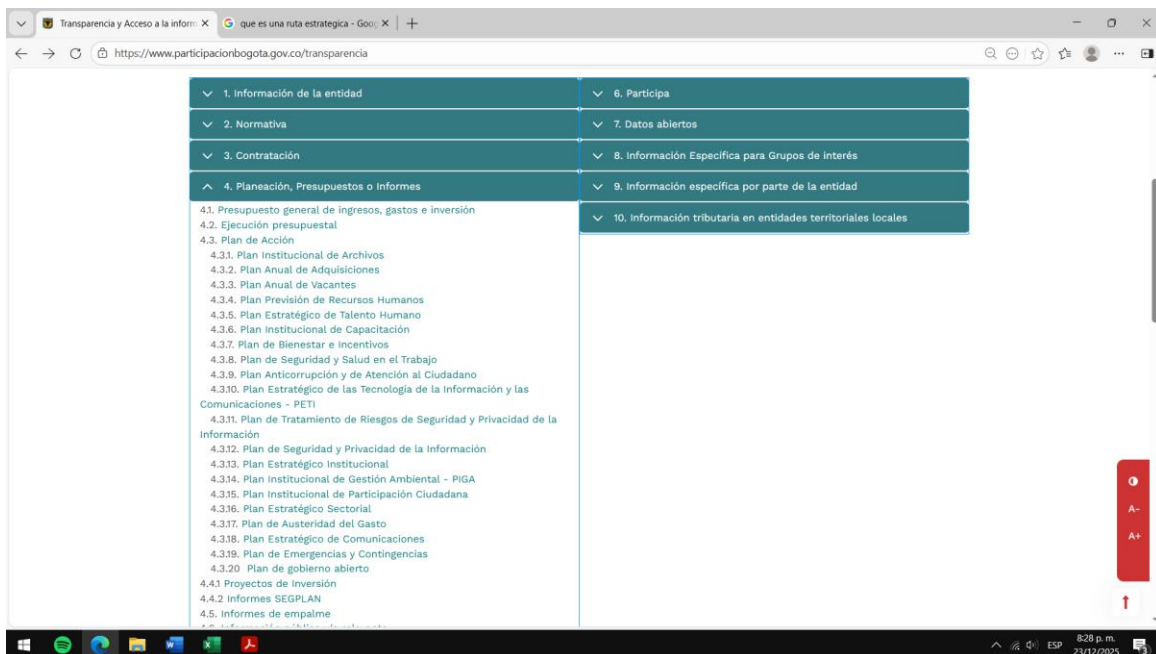 Transparencia y Acceso a la inform
que es una ruta estrategica - Goog
https://www.participacionbogota.gov.co/transparencia
1. Información de la entidad
2. Normativa
3. Contratación
4. Planeación, Presupuestos o Informes
4.1. Presupuesto general de ingresos, gastos e inversión
4.2. Ejecución presupuestal
4.3. Plan de Acción
4.3.1. Plan Institucional de Archivos
4.3.2. Plan Anual de Adquisiciones
4.3.3. Plan Anual de Vacantes
4.3.4. Plan Previsión de Recursos Humanos
4.3.5. Plan Estratégico de Talento Humano
4.3.6. Plan Institucional de Capacitación
4.3.7. Plan de Bienestar e Incentivos
4.3.8. Plan de Seguridad y Salud en el Trabajo
4.3.9. Plan Anticorrupción y de Atención al Ciudadano
4.3.10. Plan Estratégico de las Tecnología de la Información y las
Comunicaciones - PETI
4.3.11. Plan de Tratamiento de Riesgos de Seguridad y Privacidad de la
Información
4.3.12. Plan de Seguridad y Privacidad de la Información
4.3.13. Plan Estratégico Institucional
4.3.14. Plan Institucional de Gestión Ambiental - PIGA
4.3.15. Plan Institucional de Participación Ciudadana
4.3.16. Plan Estratégico Sectorial
4.3.17. Plan de Austeridad del Gasto
4.3.18. Plan Estratégico de Comunicaciones
4.3.19. Plan de Emergencias y Contingencias
4.3.20 Plan de gobierno abierto
4.4.1 Proyectos de Inversión
4.4.2 Informes SEGPLAN
4.5. Informes de empalme
6. Participa
7. Datos abiertos
8. Información Específica para Grupos de interés
9. Información específica por parte de la entidad
10. Información tributaria en entidades territoriales locales
A-
A+
ESP
8:28 p. m.
23/12/2025